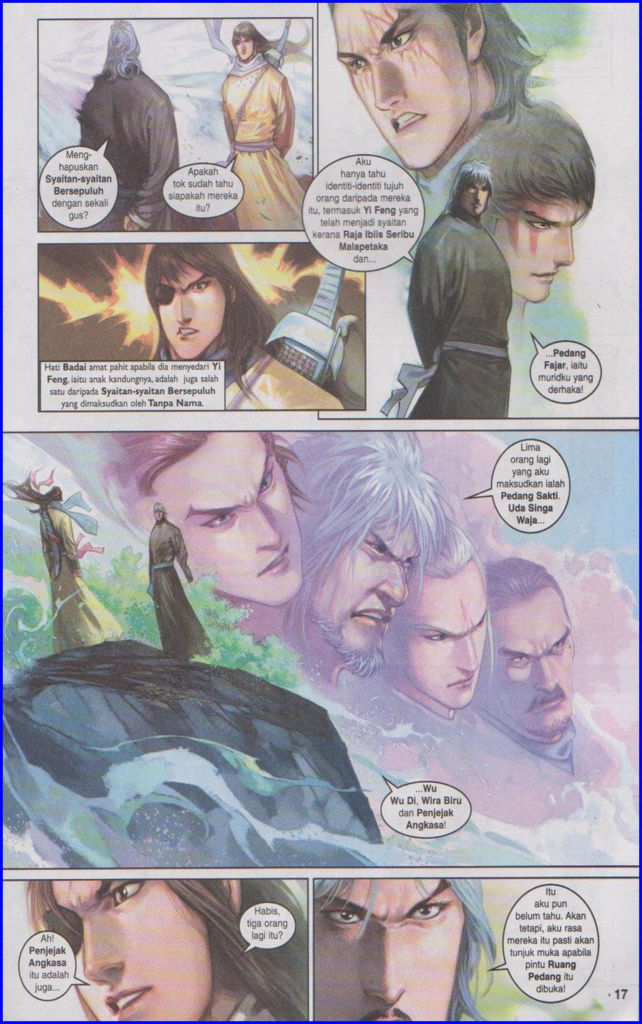 Meng-
hapuskan
Syaitan-syaitan
Bersepuluh
dengan sekali
gus?
Apakah
tok sudah tahu
siapakah mereka
itu?
Aku
hanya tahu
identiti-identiti tujuh
orang daripada mereka
itu, termasuk Yi Feng yang
telah menjadi syaitan
kerana Raja Iblis Seribu
Malapetaka
dan...
...Pedang
Fajar, iaitu
muridku yang
derhaka!
Hati Badai amat pahit apabila dia menyedari Yi
Feng, iaitu anak kandungnya, adalah juga salah
satu daripada Syaitan-syaitan Bersepuluh
yang dimaksudkan oleh Tanpa Nama.
Lima
orang lagi
yang aku
maksudkan ialah
Pedang Sakti.
Uda Singa
Waja...
...Wu
Wu Di, Wira Biru
dan Penjejak
Angkasa!
Ah!
Penjejak
Angkasa
itu adalah
juga...
Habis,
tiga orang
lagi itu?
Itu
aku pun
belum tahu. Akan
tetapi, aku rasa
mereka itu pasti akan
tunjuk muka apabila
pintu Ruang
Pedang itu
dibuka!
17